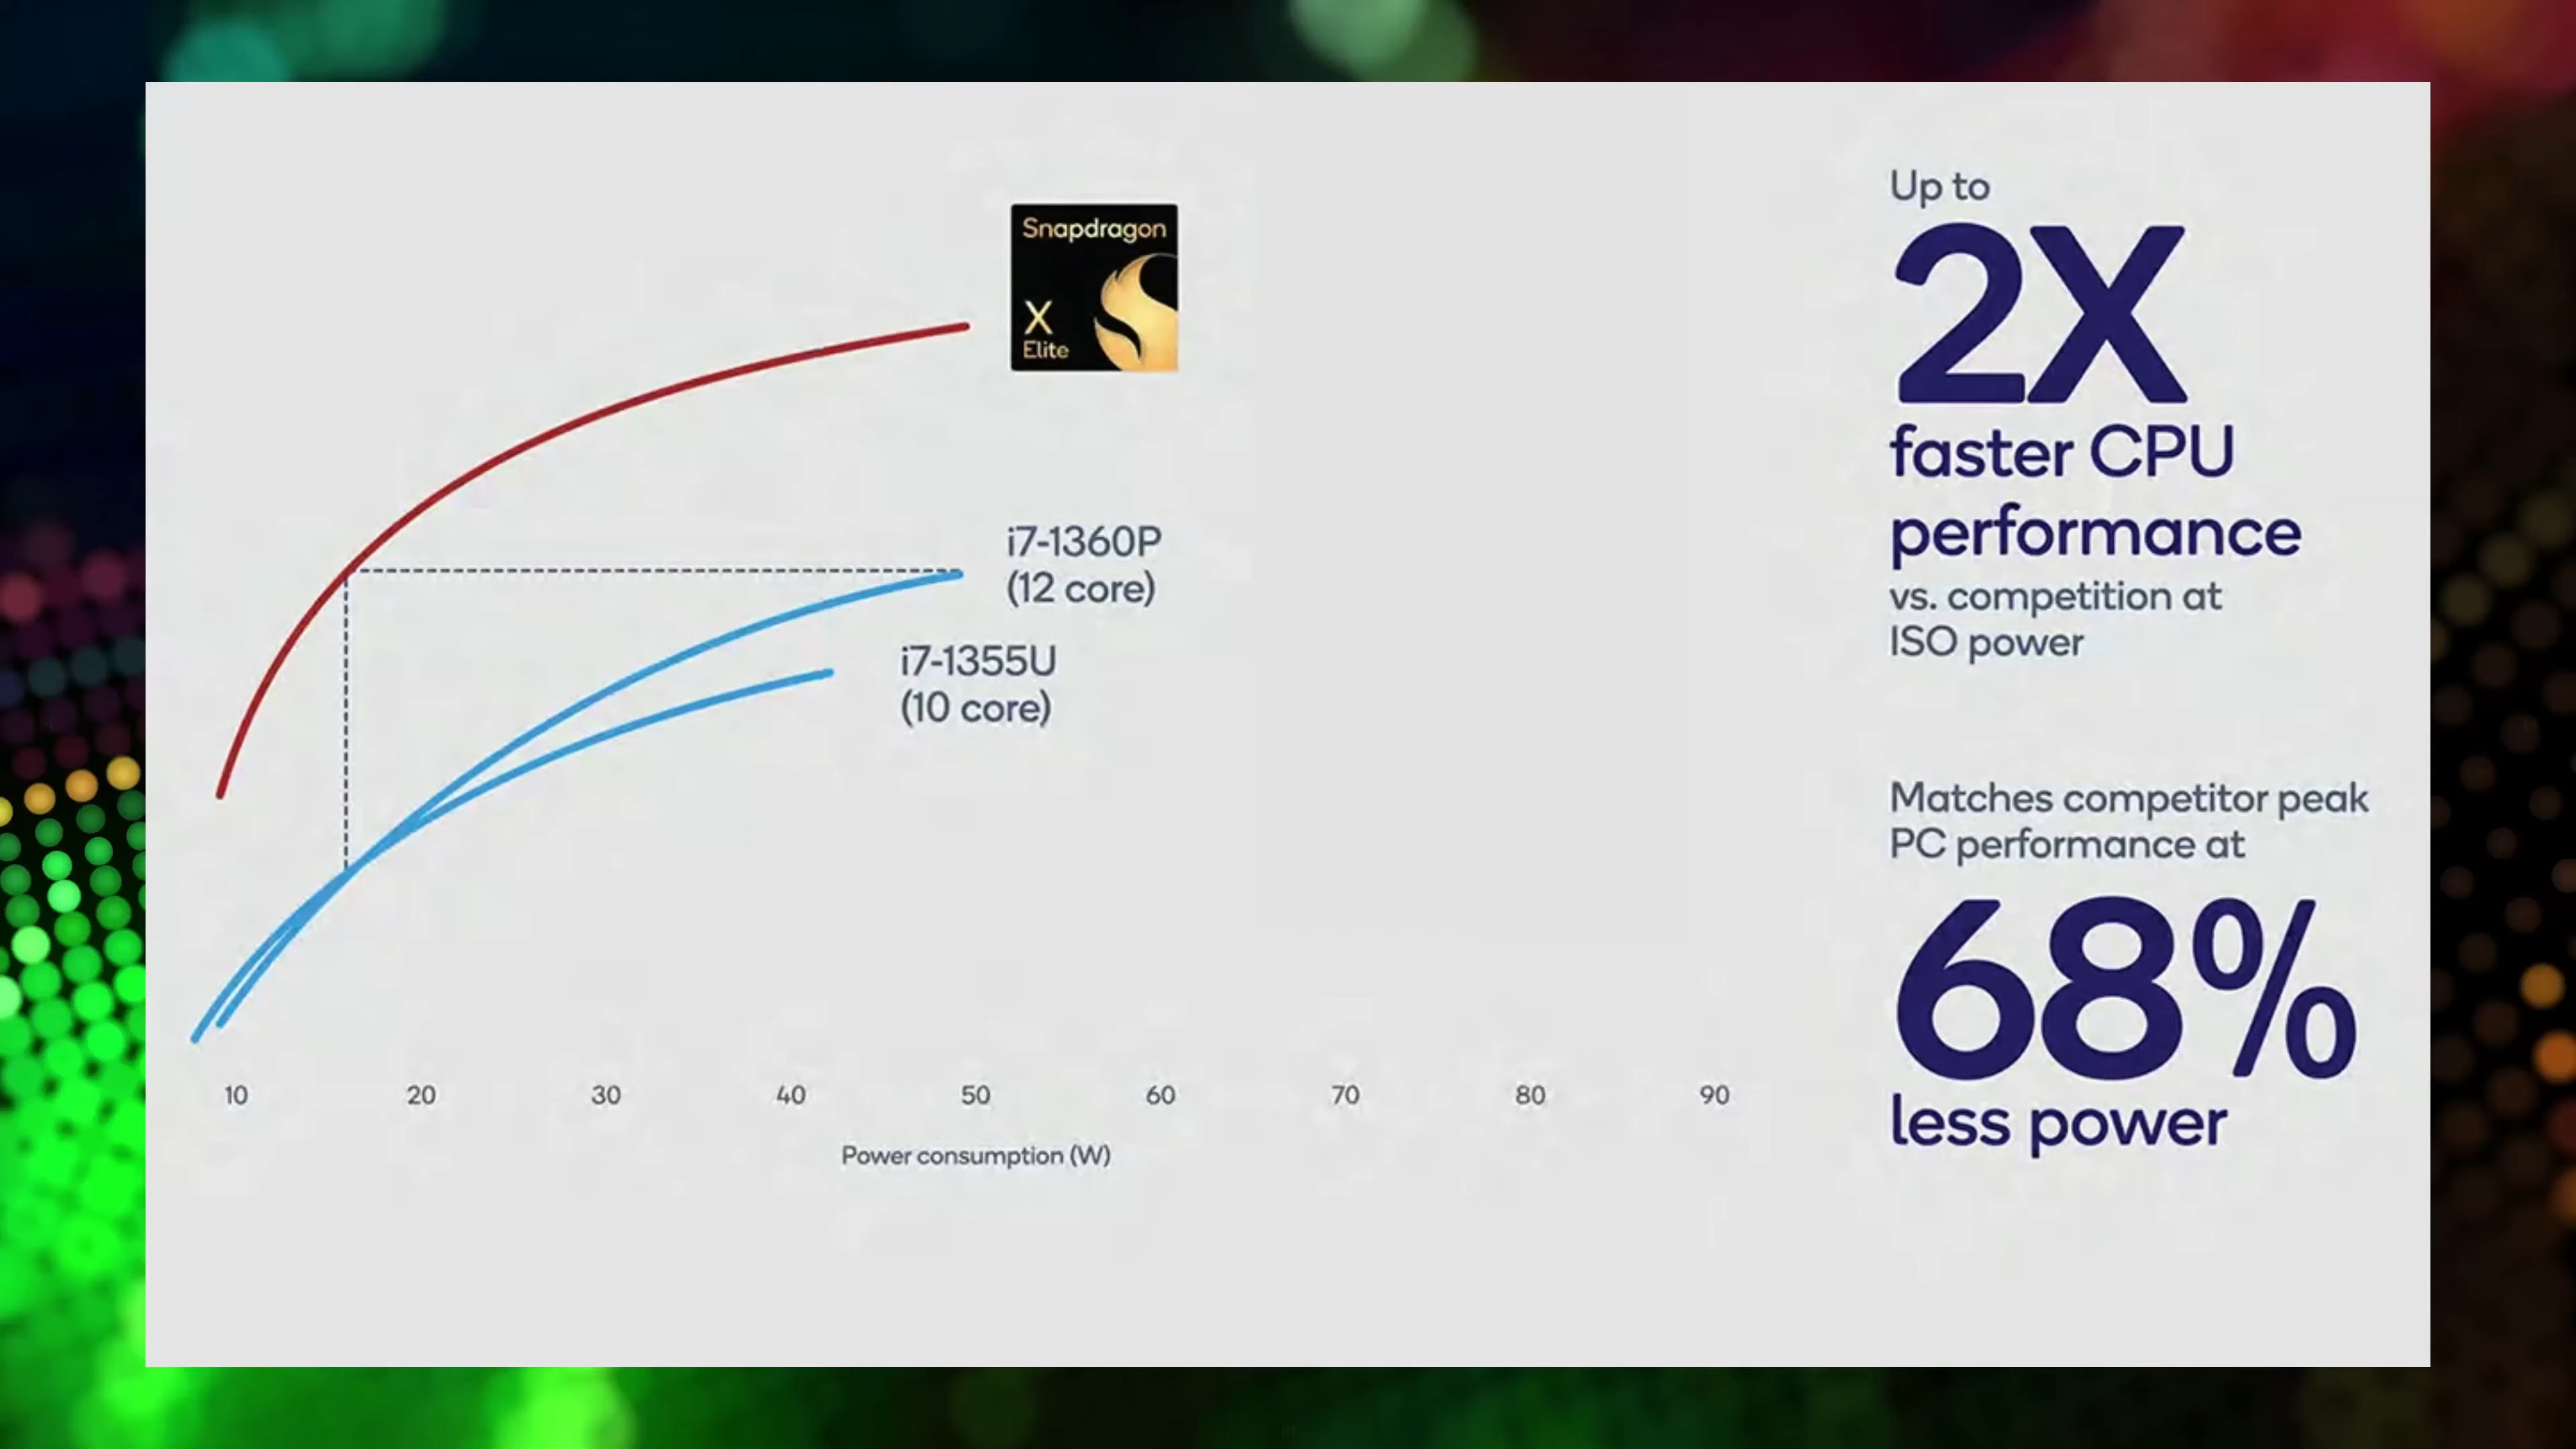 Snapdragon
X
Elite
i7-1360P
(12 core)
i7-1355U
(10 core)
10 20 30 40 50 60 70 80 90
Power consumption (W)
Up to
2X
faster CPU
performance
vs. competition at
ISO power
Matches competitor peak
PC performance at
68%
less power